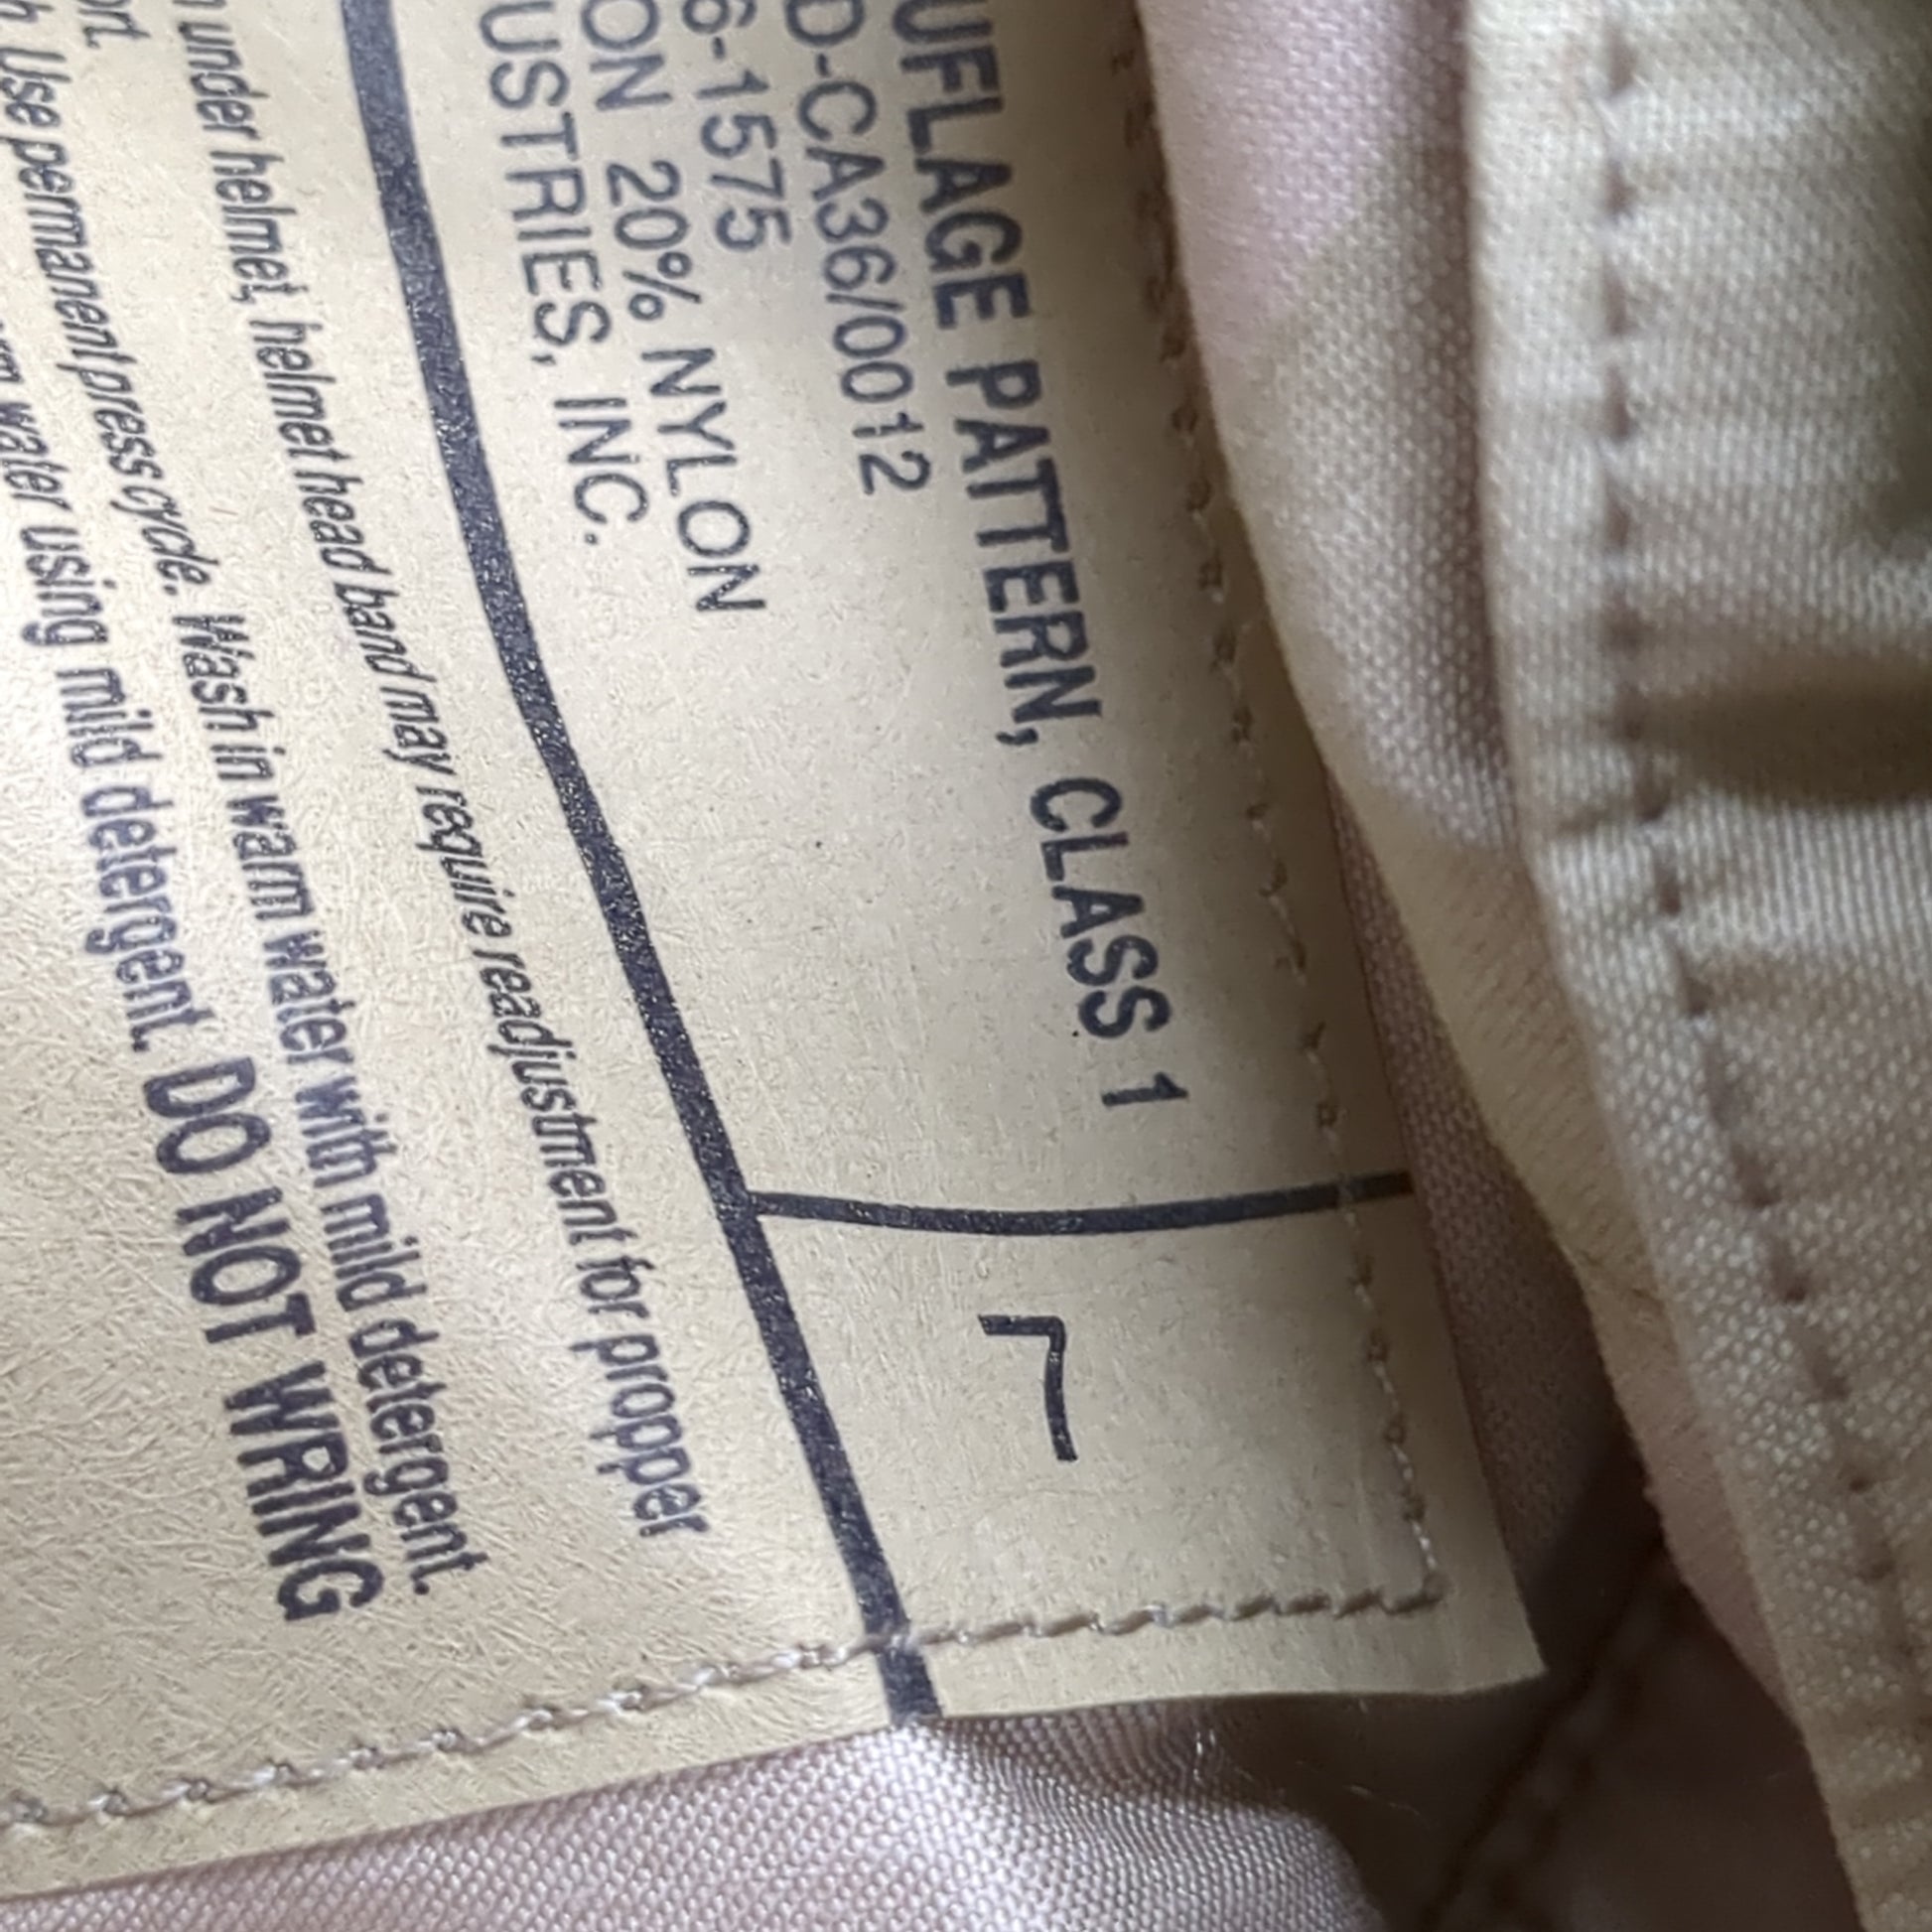 UFLAGE PATTERN, CLASS 1
7
D-CA36/0012
6-1575
ON 20% NYLON
USTRIES, INC.
under helmet, helmet head band may require readjustment for propper
ort.
Use permanent press cycle. Wash in warm water with mild detergent.
water using mild detergent. DO NOT WRING